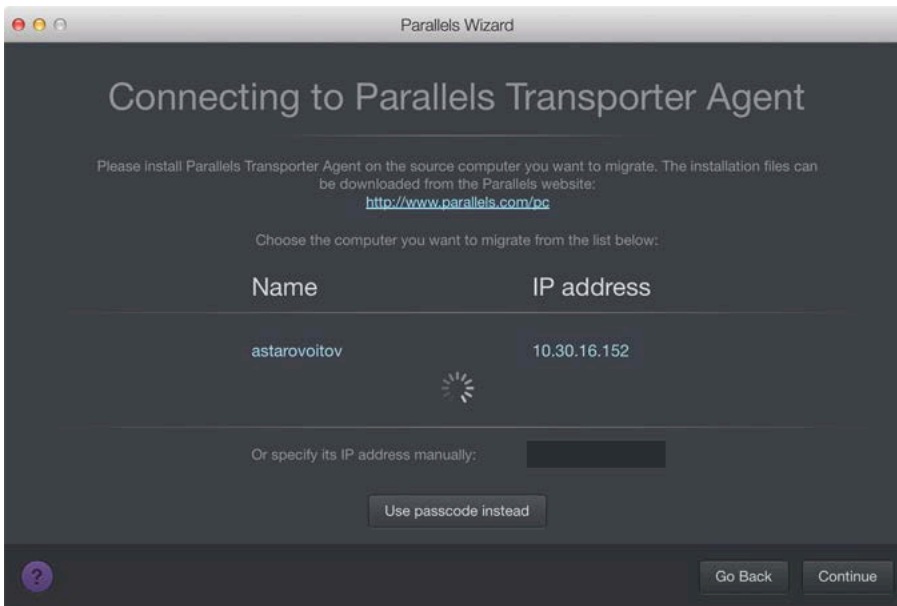 Parallels Wizard
Connecting to Parallels Transporter Agent
Please install Parallels Transporter Agent on the source computer you want to migrate. The installation files can
be downloaded from the Parallels website:
http://www.parallels.com/pc
Choose the computer you want to migrate from the list below:
Name IP address
astarovoitov 10.30.16.152
Or specify its IP address manually:
Use passcode instead
? Go Back Continue